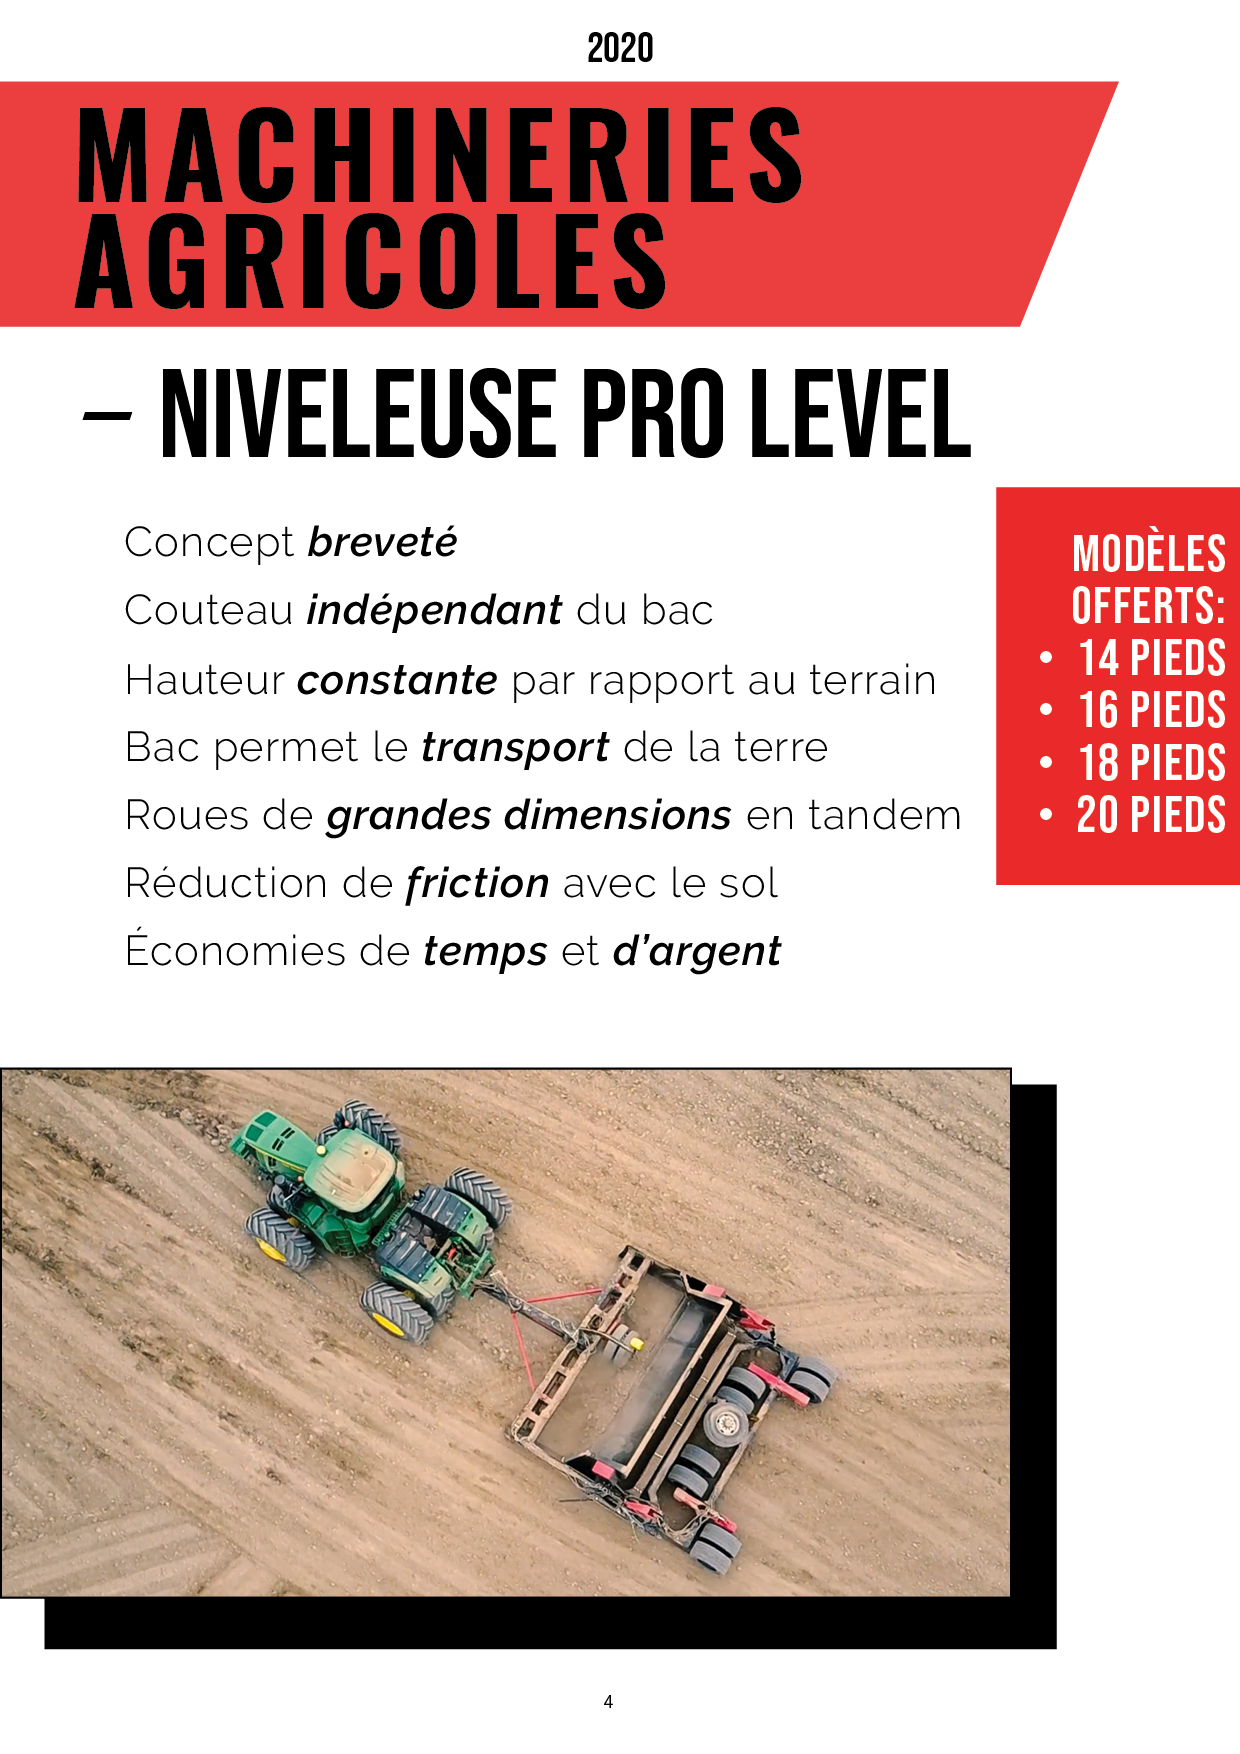 2020
MACHINERIES
AGRICOLES
– NIVELEUSE PRO LEVEL
Concept breveté
Couteau indépendant du bac
Hauteur constante par rapport au terrain
Bac permet le transport de la terre
Roues de grandes dimensions en tandem
Réduction de friction avec le sol
Économies de temps et d’argent
MODÈLES
OFFERTS:
• 14 PIEDS
• 16 PIEDS
• 18 PIEDS
• 20 PIEDS
4